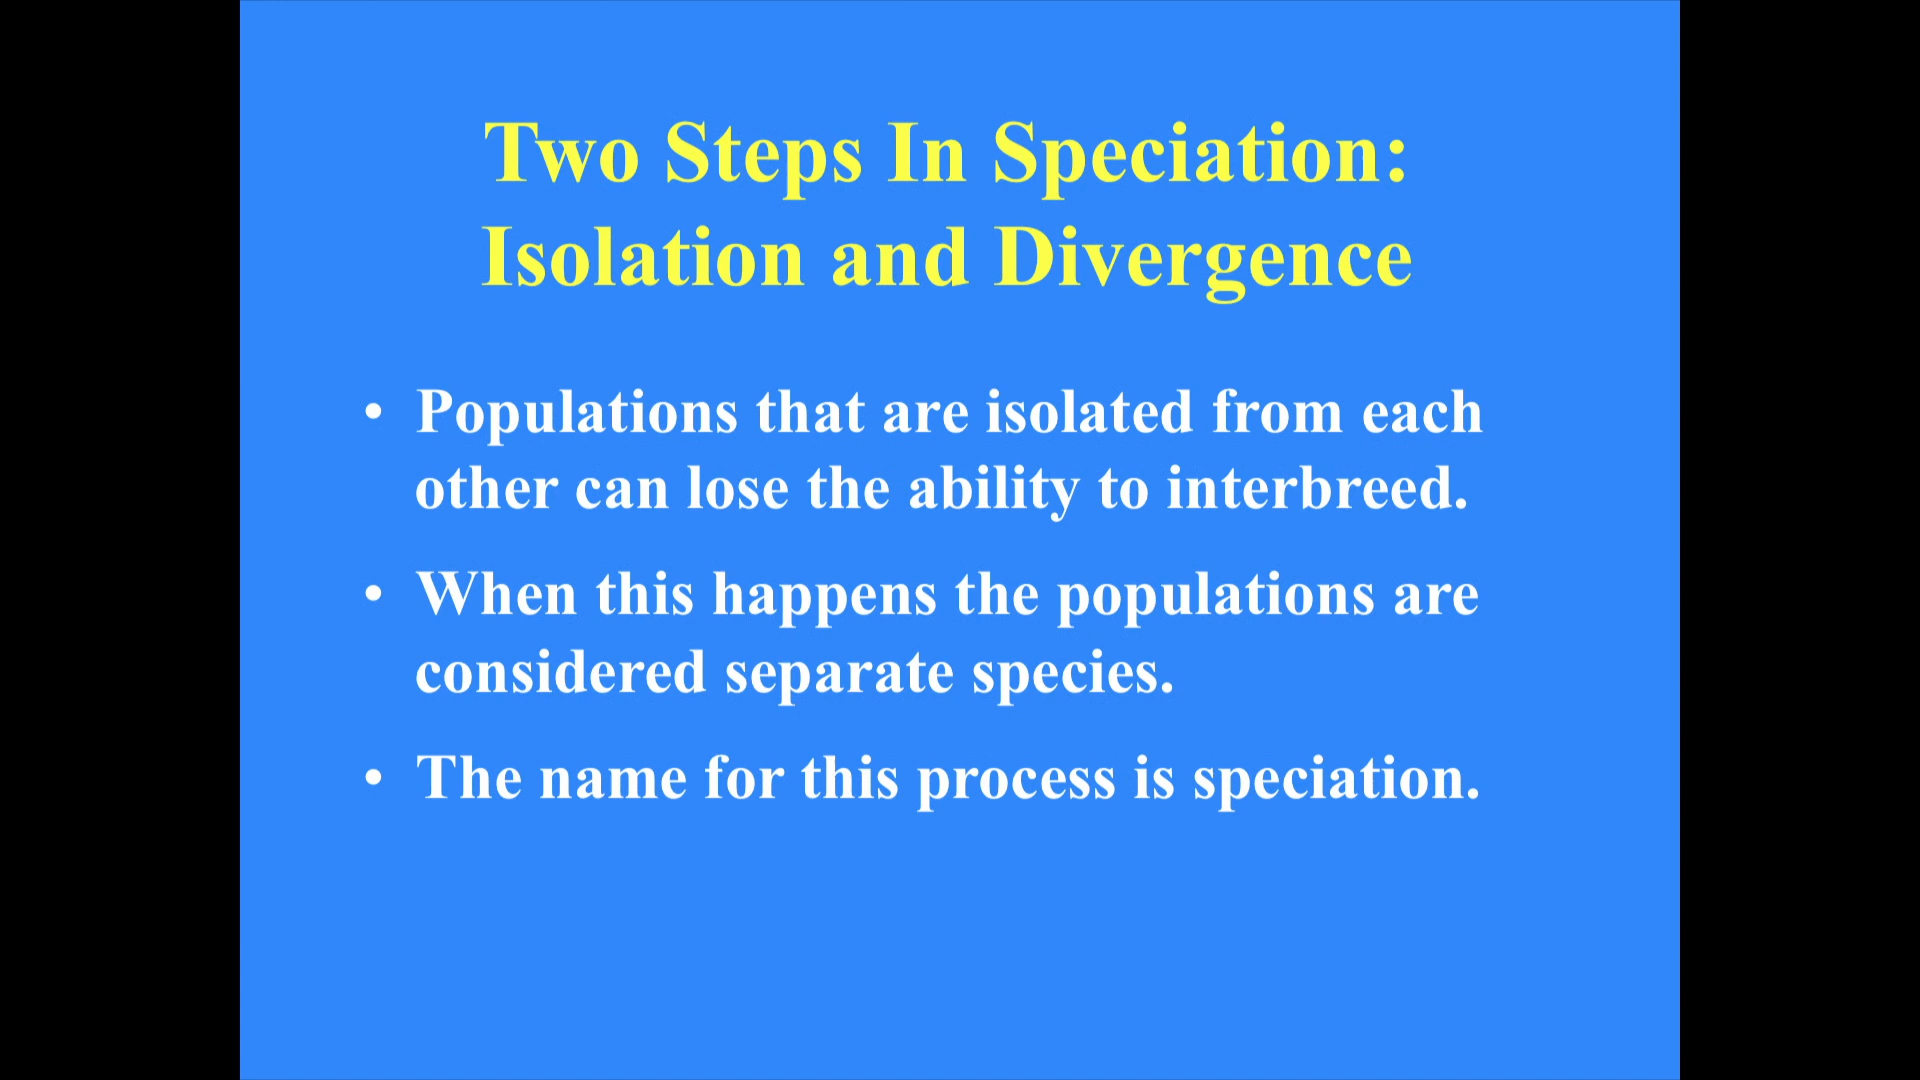 Two Steps In Speciation:
Isolation and Divergence
• Populations that are isolated from each
other can lose the ability to interbreed.
• When this happens the populations are
considered separate species.
• The name for this process is speciation.